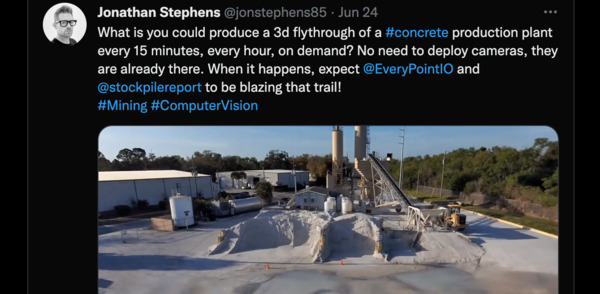 Jonathan Stephens @jonstephens85 · Jun 24
What is you could produce a 3d flythrough of a #concrete production plant
every 15 minutes, every hour, on demand? No need to deploy cameras, they
are already there. When it happens, expect @EveryPointIO and
@stockpilereport to be blazing that trail!
#Mining #ComputerVision